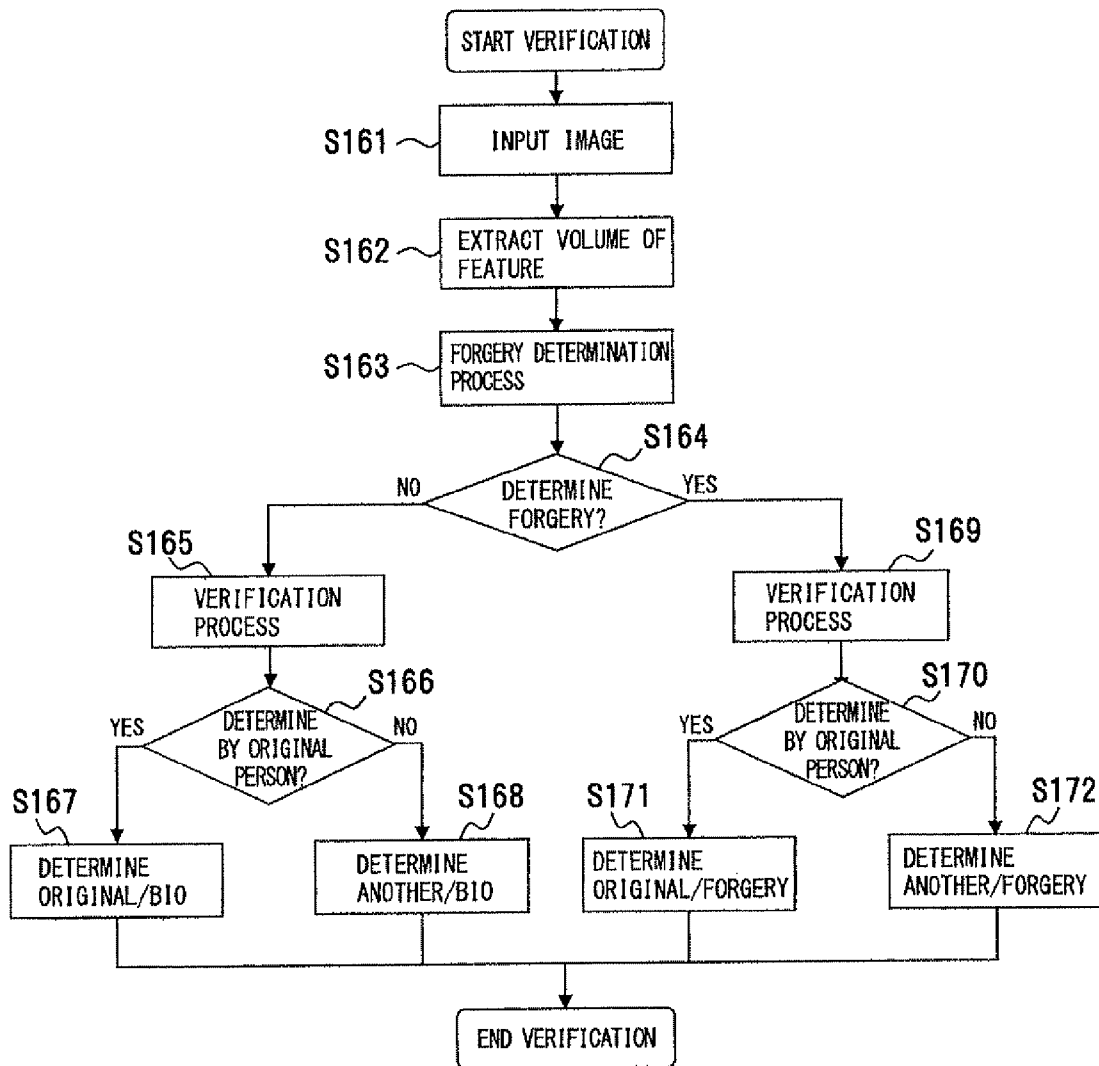 START VERIFICATION
S161
INPUT IMAGE
S162
EXTRACT VOLUME OF
FEATURE
S163
FORGERY DETERMINATION
PROCESS
S164
NO
YES
DETERMINE
FORGERY?
S165
VERIFICATION
PROCESS
S169
VERIFICATION
PROCESS
S166
YES
NO
DETERMINE
BY ORIGINAL
PERSON?
S170
YES
NO
DETERMINE
BY ORIGINAL
PERSON?
S167
DETERMINE
ORIGINAL/BIO
S168
DETERMINE
ANOTHER/BIO
S171
DETERMINE
ORIGINAL/FORGERY
S172
DETERMINE
ANOTHER/FORGERY
END VERIFICATION